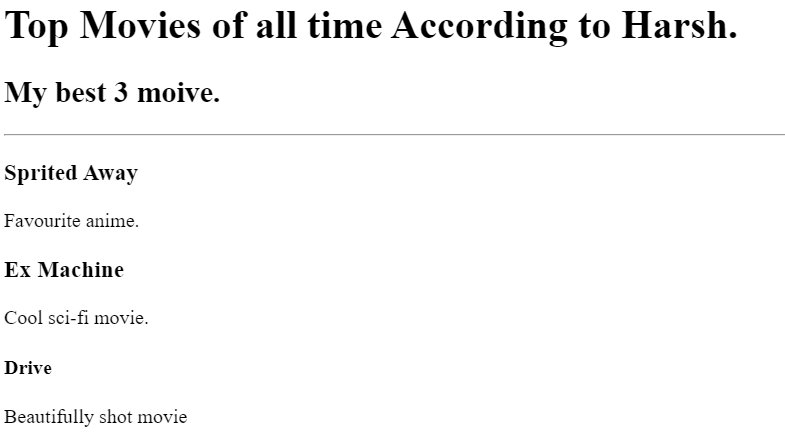 Top Movies of all time According to Harsh.
My best 3 moive.
Sprited Away
Favourite anime.
Ex Machine
Cool sci-fi movie.
Drive
Beautifully shot movie